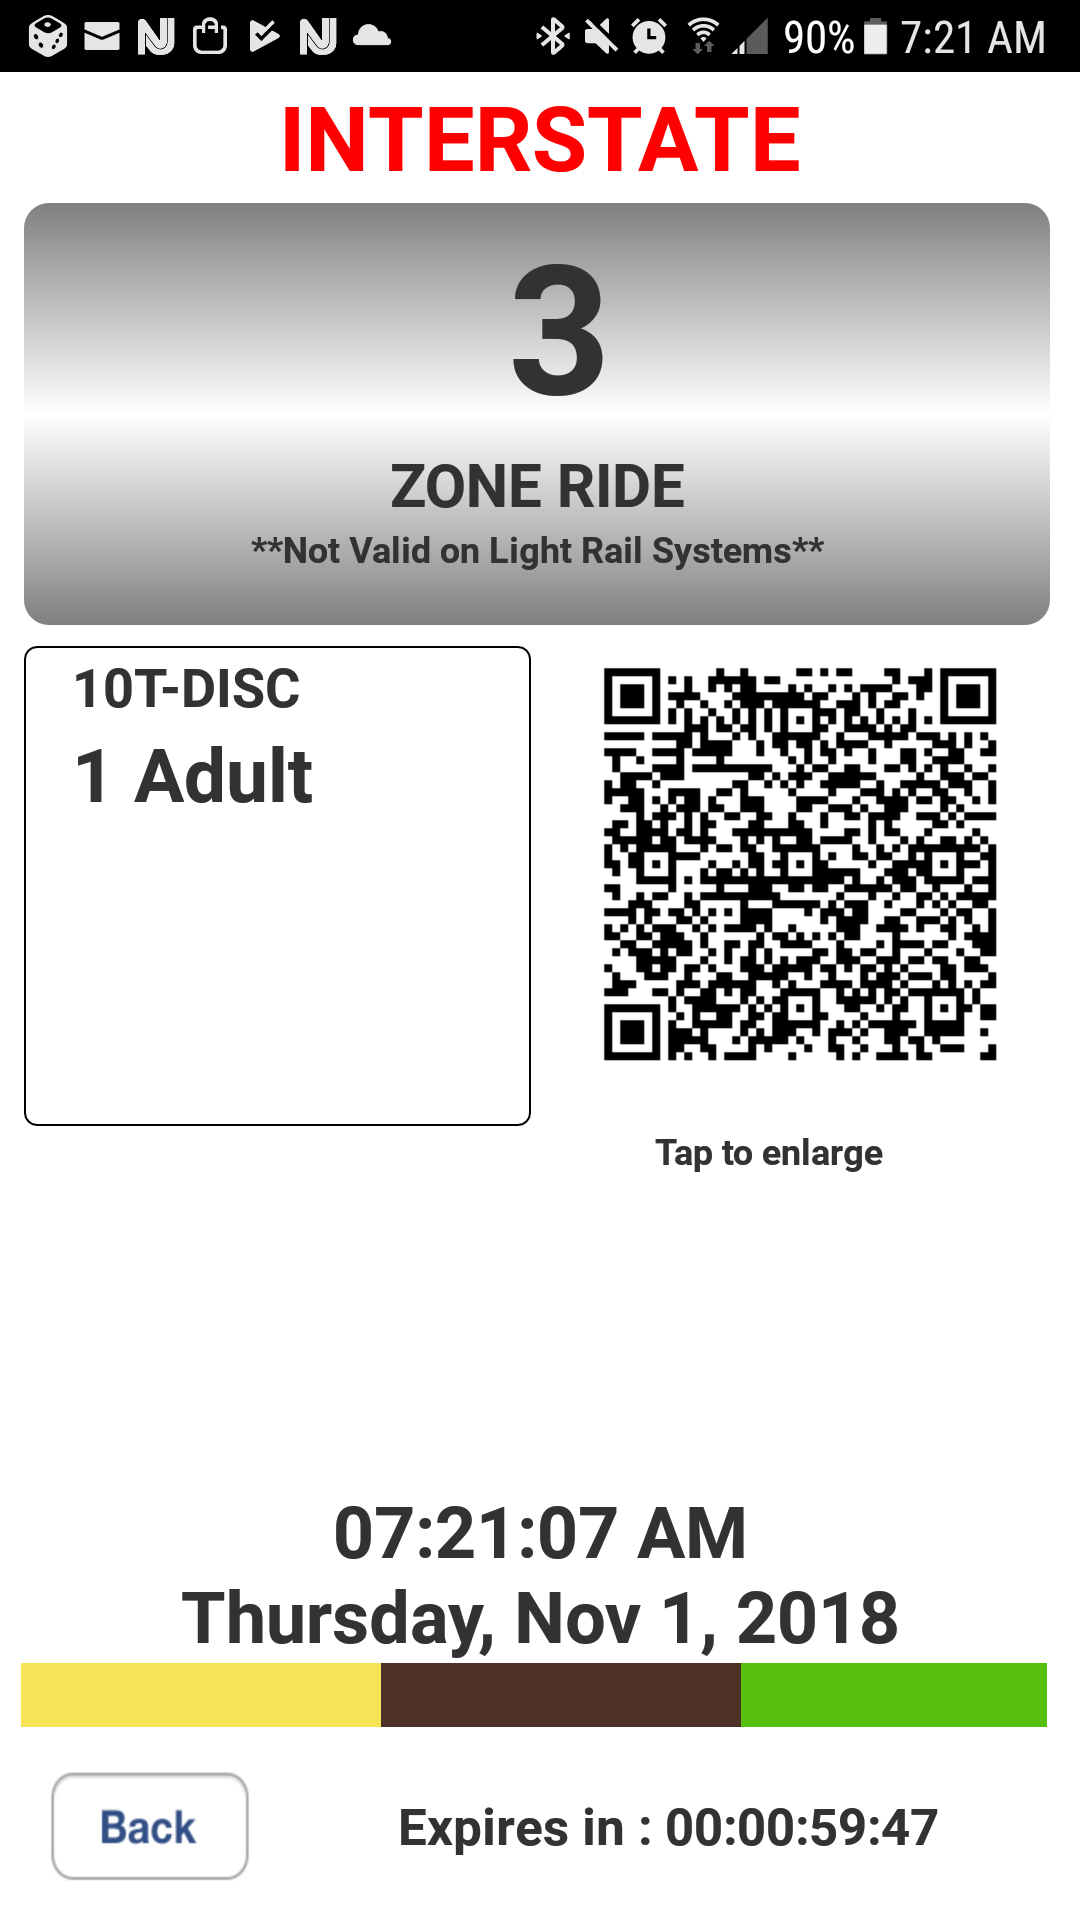 90% 7:21 AM
INTERSTATE
3
ZONE RIDE
**Not Valid on Light Rail Systems**
10T-DISC
1 Adult
Tap to enlarge
07:21:07 AM
Thursday, Nov 1, 2018
Back
Expires in : 00:00:59:47